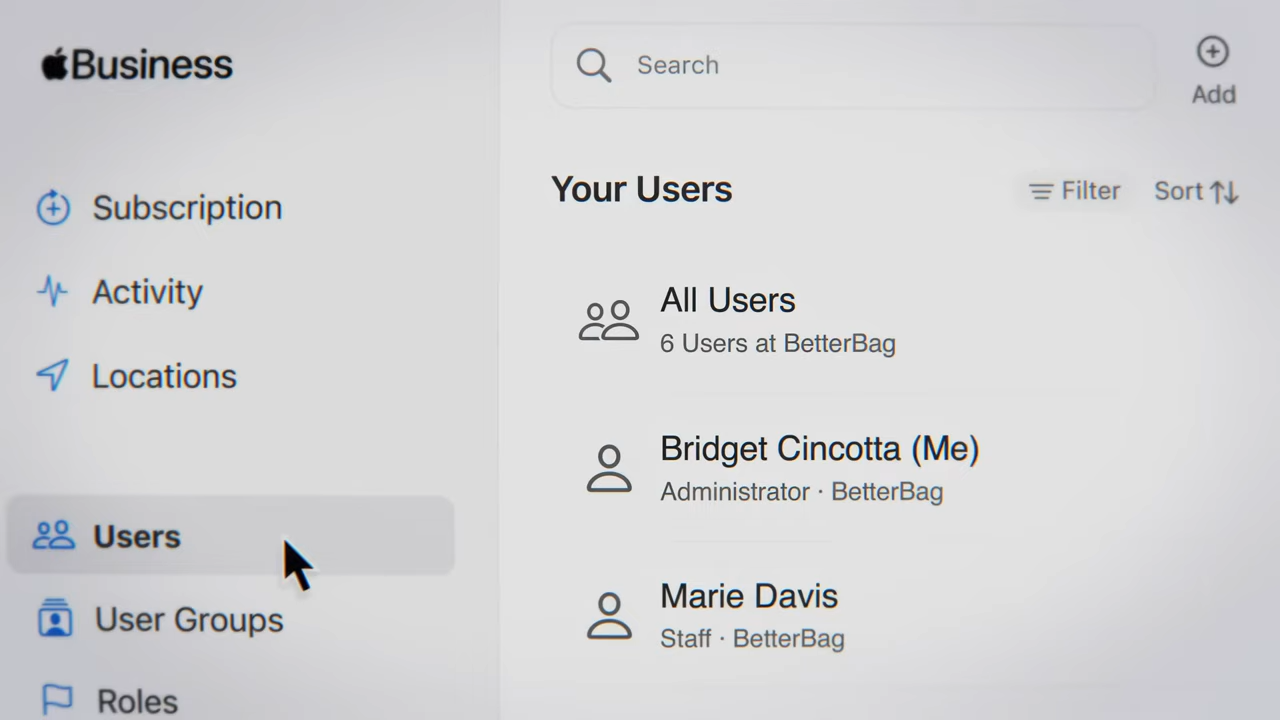 Business
Subscription
Activity
Locations
Users
User Groups
Roles
Search
Add
Your Users
Filter
Sort
All Users
6 Users at BetterBag
Bridget Cincotta (Me)
Administrator · BetterBag
Marie Davis
Staff · BetterBag